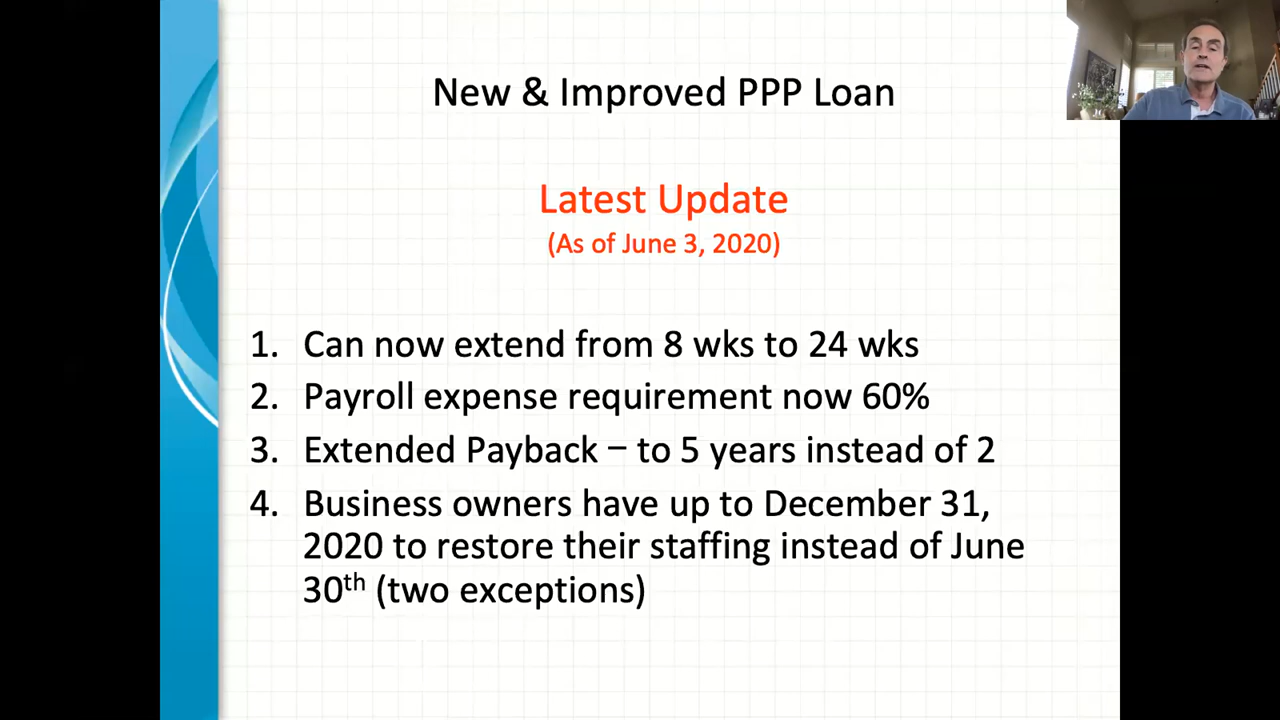 New & Improved PPP Loan
Latest Update
(As of June 3, 2020)
1. Can now extend from 8 wks to 24 wks
2. Payroll expense requirement now 60%
3. Extended Payback – to 5 years instead of 2
4. Business owners have up to December 31,
2020 to restore their staffing instead of June
30th (two exceptions)